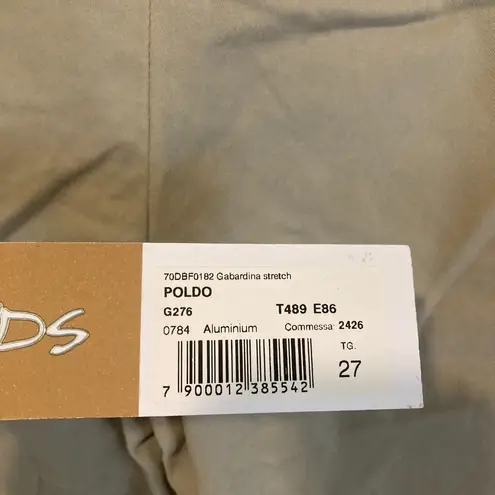 DS
70DBF0182 Gabardina stretch
POLDO
G276 T489 E86
0784 Aluminium Commessa: 2426
TG.
27
7 900012 385542